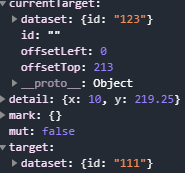 ▼ currentTarget:
▶ dataset: {id: "123"}
id: ""
offsetLeft: 0
offsetTop: 213
▶ __proto__: Object
▶ detail: {x: 10, y: 219.25}
▶ mark: {}
mut: false
▼ target:
▶ dataset: {id: "111"}